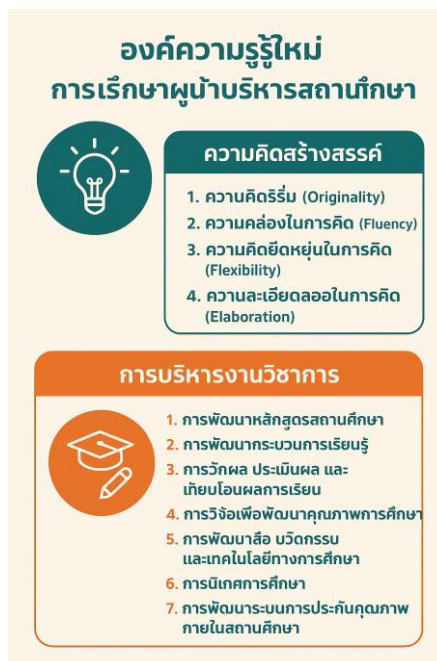 องค์ความรูรู้ใหม่
การเรีกษาผูน้าบริหารสถานึกษา
ความคิดสร้างสรรค์
1. ความคิดริริ่ม (Originality)
2. ความคล่องในการคิด (Fluency)
3. ความคิดยืดหยุ่นในการคิด
(Flexibility)
4. ความละเอียดลออในการคิด
(Elaboration)
การบริหารงานวิชาการ
1. การพัฒนาหลักสูตรสถานศึกษา
2. การพัฒนากระบวนการเรียนรู้
3. การวักผล ประเมินผล และ
เทัยบโอนผลการเรียน
4. การวิจ้อเพือพัฒนาคุณภาพการศึกษา
5. การพัฒนาสือ บวัดกรรบ
และเทคในโลยีทางการศึกษา
6. การนิเทศการศึกษา
7. การพัฒนาระบบการประกันคุณภาพ
กายในสถานศึกษา